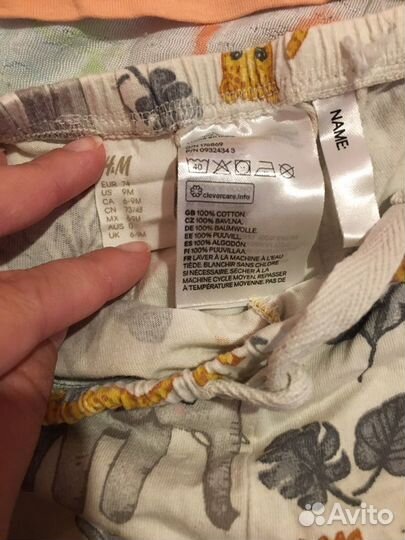 H&M
EUR 74
US 9M
CA 6-9M
CN 73/48
AUS 0
UK 6-9M
176869
P/N 0932434 3
40
clevercare.info
GB 100% COTTON.
CZ 100% BAVLNA.
DE 100% BAUMWOLLE.
EE 100% PUUVILL.
ES 100% ALGODÓN.
FI 100% PUUVILLAA.
FR LAVER À LA MACHINE À L'EAU
TIÈDE. BLANCHIR SANS CHLORE
SI NÉCESSAIRE. SÉCHER À LA
MACHINE CYCLE MOYEN. REPASSER
À TEMPÉRATURE MOYENNE. PAS DE
NAME:
Avito